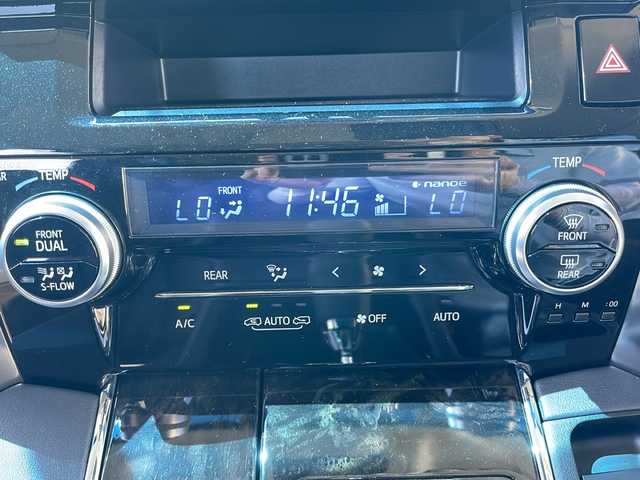 TEMP
TEMP
FRONT
nanoe
LO 11:46 LO
FRONT
DUAL
S-FLOW
FRONT
REAR
REAR
A/C
AUTO
OFF
AUTO
H M :00